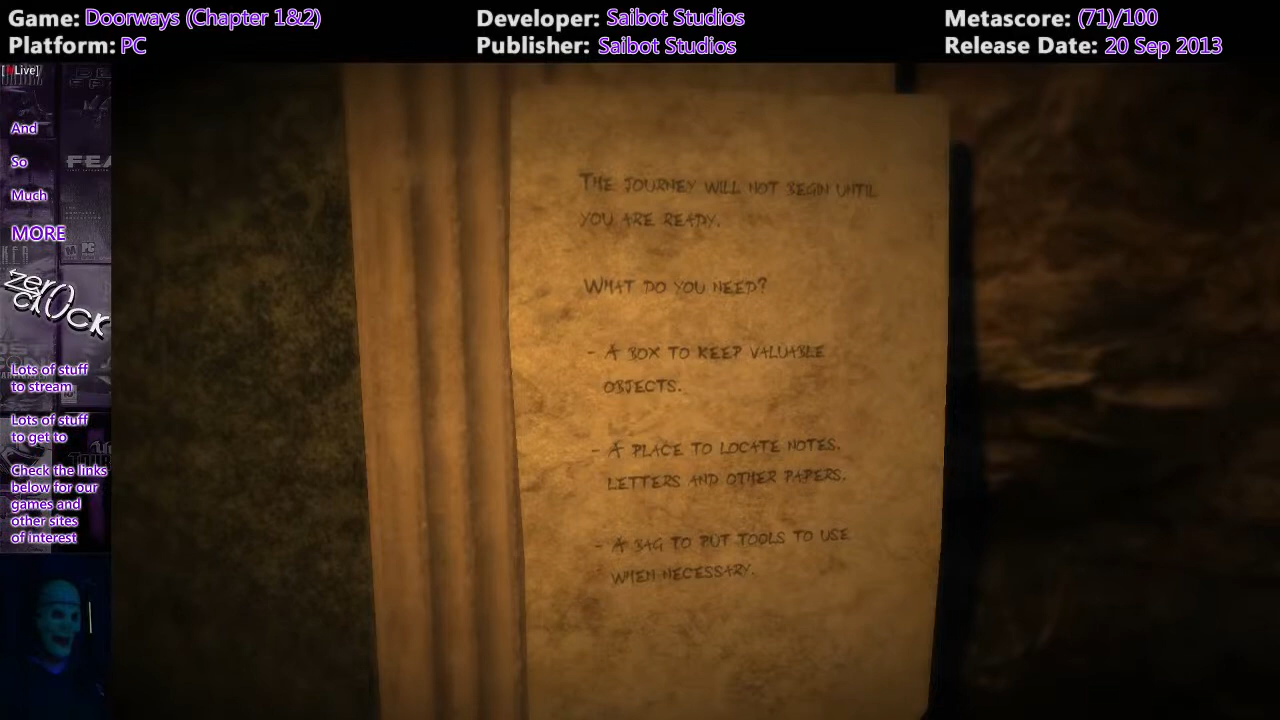 Game: Doorways (Chapter 1&2)
Platform: PC
Developer: Saibot Studios
Publisher: Saibot Studios
Metascore: (71)/100
Release Date: 20 Sep 2013
Live]
And
So
Much
MORE
zer0
cl0ck
Lots of stuff
to stream
Lots of stuff
to get to
Check the links
below for our
games and
other sites
of interest
FEA
PC
THE JOURNEY WILL NOT BEGIN UNTIL
YOU ARE READY.
WHAT DO YOU NEED?
- A BOX TO KEEP VALUABLE
OBJECTS.
- A PLACE TO LOCATE NOTES,
LETTERS AND OTHER PAPERS.
- A BAG TO PUT TOOLS TO USE
WHEN NECESSARY.